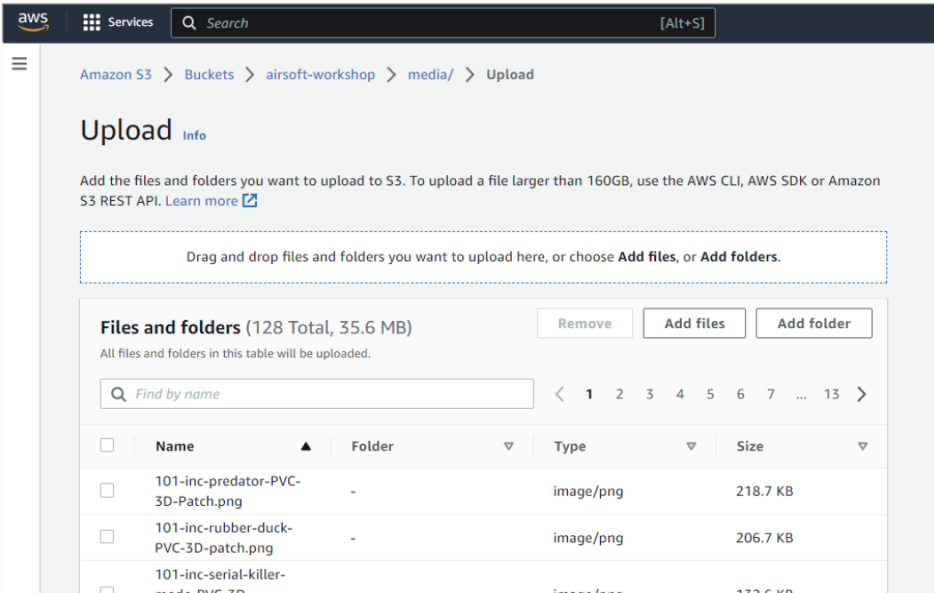 aws Services Search [Alt+S]
Amazon S3 > Buckets > airsoft-workshop > media/ > Upload
Upload Info
Add the files and folders you want to upload to S3. To upload a file larger than 160GB, use the AWS CLI, AWS SDK or Amazon
S3 REST API. Learn more
Drag and drop files and folders you want to upload here, or choose Add files, or Add folders.
Files and folders (128 Total, 35.6 MB) Remove Add files Add folder
All files and folders in this table will be uploaded.
Find by name < 1 2 3 4 5 6 7 ... 13 >
Name Folder Type Size
101-inc-predator-PVC-
3D-Patch.png - image/png 218.7 KB
101-inc-rubber-duck-
PVC-3D-patch.png - image/png 206.7 KB
101-inc-serial-killer-